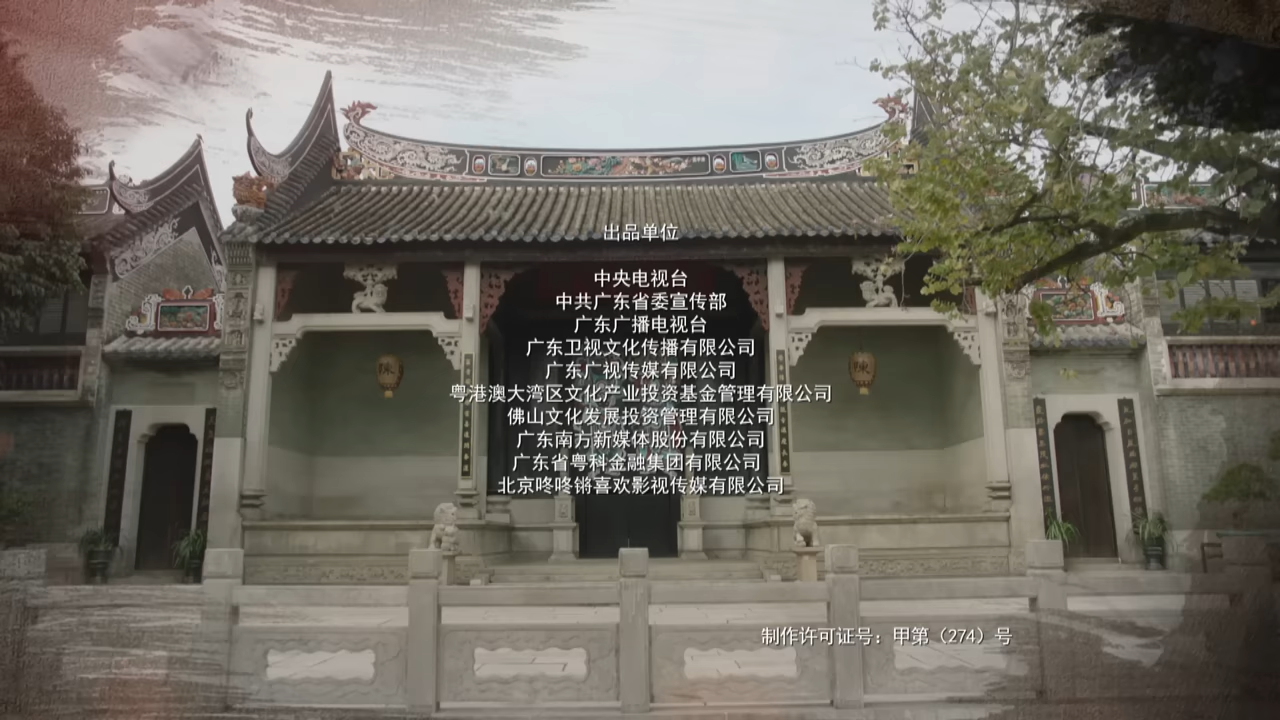 出品单位
中央电视台
中共广东省委宣传部
广东广播电视台
广东卫视文化传播有限公司
广东广视传媒有限公司
粤港澳大湾区文化产业投资基金管理有限公司
佛山文化发展投资管理有限公司
广东南方新媒体股份有限公司
广东省粤科金融集团有限公司
北京咚咚锵喜欢影视传媒有限公司
制作许可证号：甲第（274）号
陳
陳